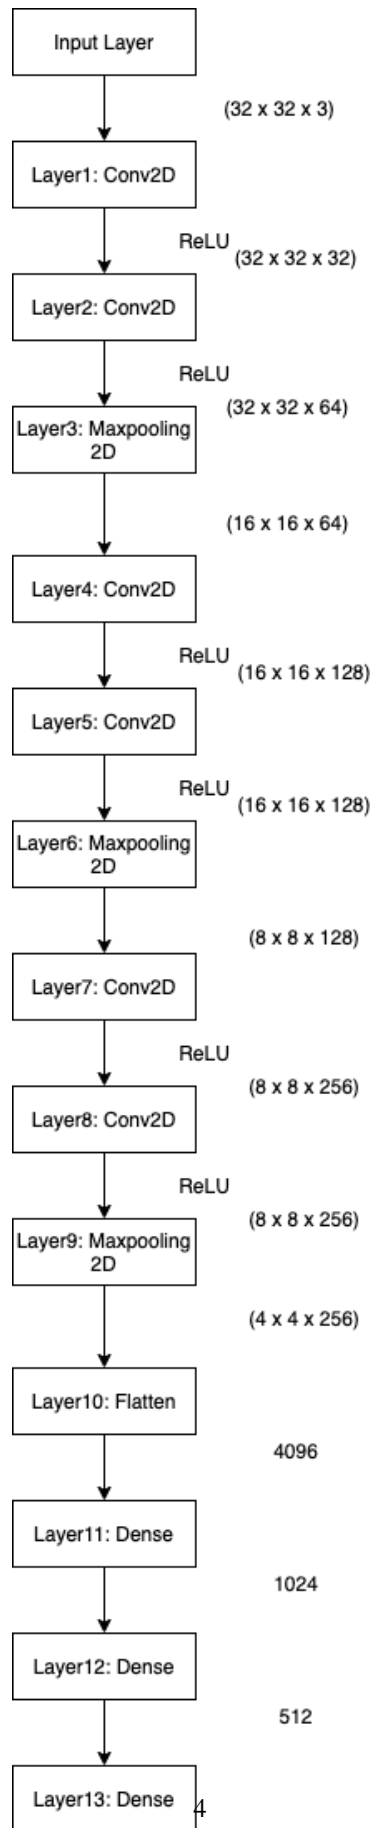 Input Layer
(32 x 32 x 3)
Layer1: Conv2D
ReLU
(32 x 32 x 32)
Layer2: Conv2D
ReLU
(32 x 32 x 64)
Layer3: Maxpooling
2D
(16 x 16 x 64)
Layer4: Conv2D
ReLU
(16 x 16 x 128)
Layer5: Conv2D
ReLU
(16 x 16 x 128)
Layer6: Maxpooling
2D
(8 x 8 x 128)
Layer7: Conv2D
ReLU
(8 x 8 x 256)
Layer8: Conv2D
ReLU
(8 x 8 x 256)
Layer9: Maxpooling
2D
(4 x 4 x 256)
Layer10: Flatten
4096
Layer11: Dense
1024
Layer12: Dense
512
Layer13: Dense
4